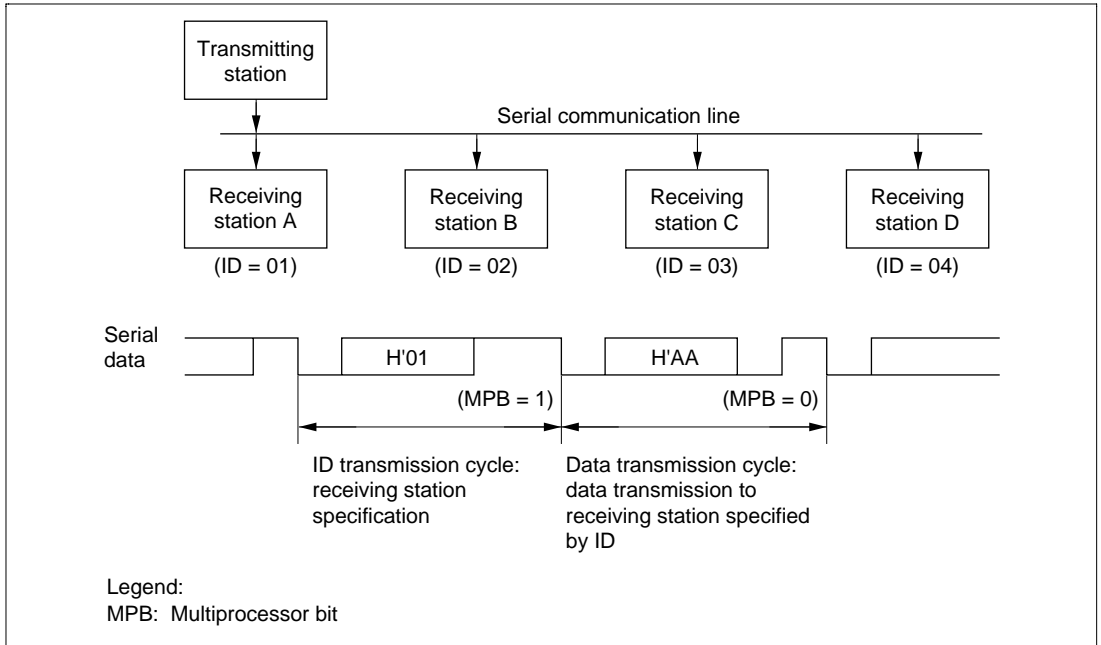 Transmitting
station
Serial communication line
Receiving
station A
Receiving
station B
Receiving
station C
Receiving
station D
(ID = 01)
(ID = 02)
(ID = 03)
(ID = 04)
Serial
data
H'01
H'AA
(MPB = 1)
(MPB = 0)
ID transmission cycle:
receiving station
specification
Data transmission cycle:
data transmission to
receiving station specified
by ID
Legend:
MPB: Multiprocessor bit